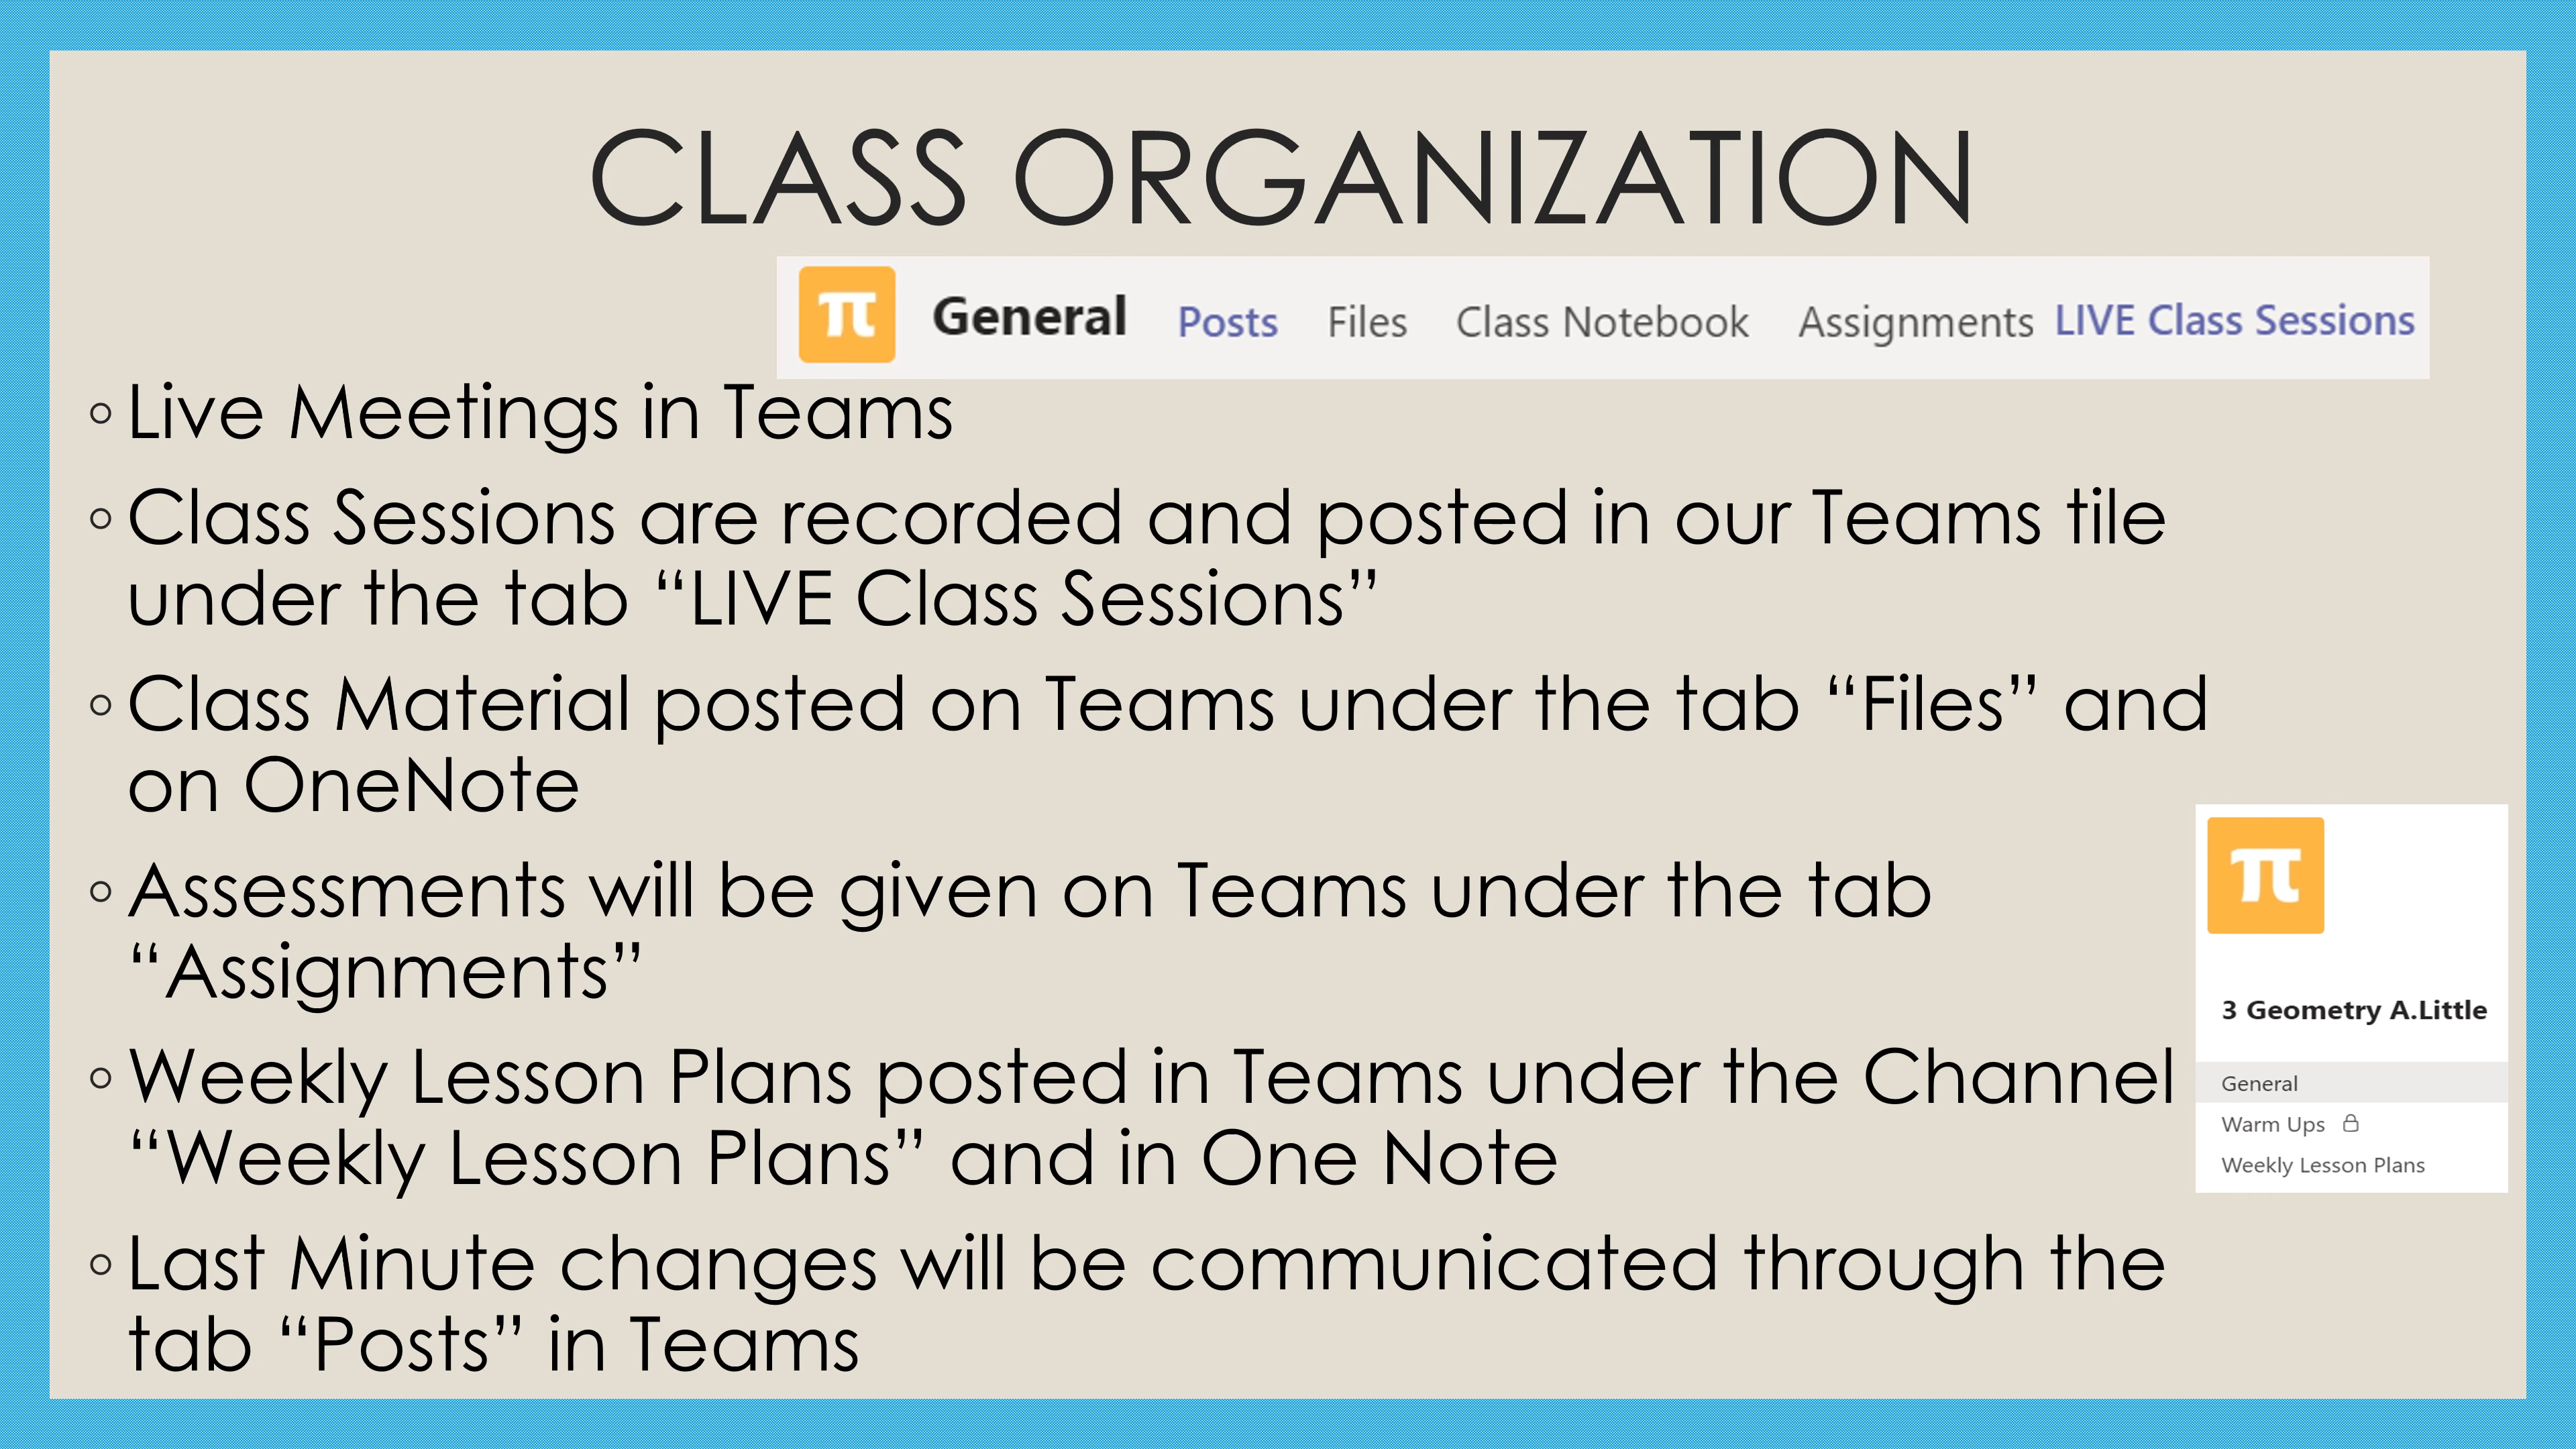 CLASS ORGANIZATION
π General Posts Files Class Notebook Assignments LIVE Class Sessions
◦ Live Meetings in Teams
◦ Class Sessions are recorded and posted in our Teams tile
under the tab “LIVE Class Sessions”
◦ Class Material posted on Teams under the tab “Files” and
on OneNote
◦ Assessments will be given on Teams under the tab
“Assignments”
◦ Weekly Lesson Plans posted in Teams under the Channel
“Weekly Lesson Plans” and in One Note
◦ Last Minute changes will be communicated through the
tab “Posts” in Teams
π
3 Geometry A.Little
General
Warm Ups
Weekly Lesson Plans